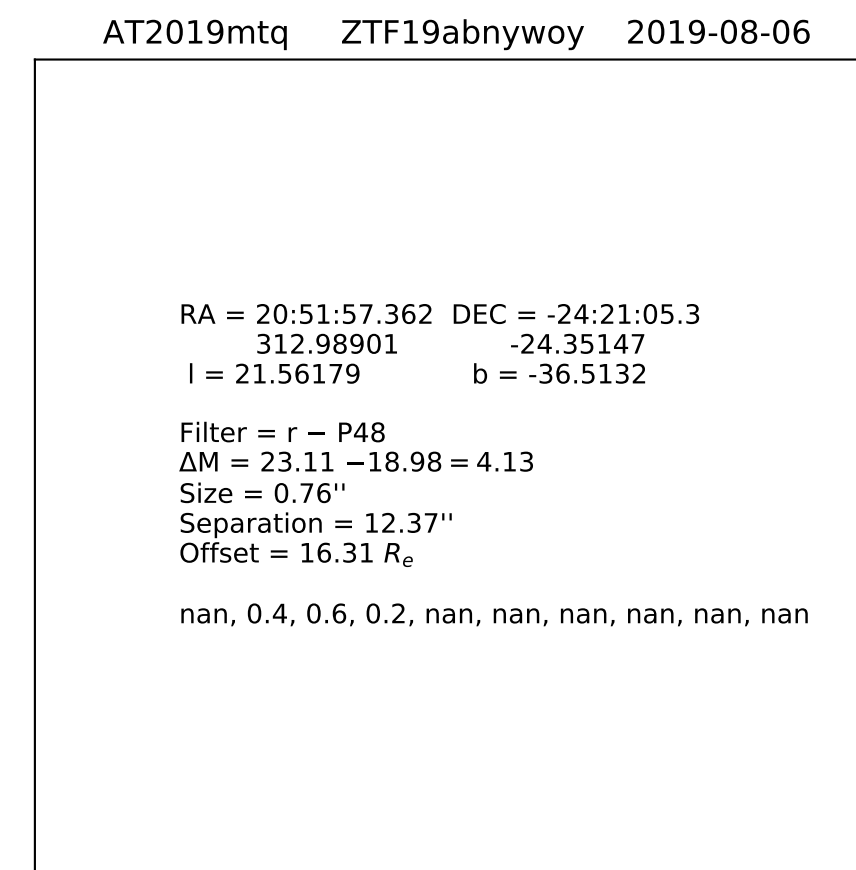 AT2019mtq ZTF19abnywoy 2019-08-06
RA = 20:51:57.362 DEC = -24:21:05.3
312.98901 -24.35147
l = 21.56179 b = -36.5132
Filter = r − P48
ΔM = 23.11 −18.98 = 4.13
Size = 0.76''
Separation = 12.37''
Offset = 16.31 Re
nan, 0.4, 0.6, 0.2, nan, nan, nan, nan, nan, nan